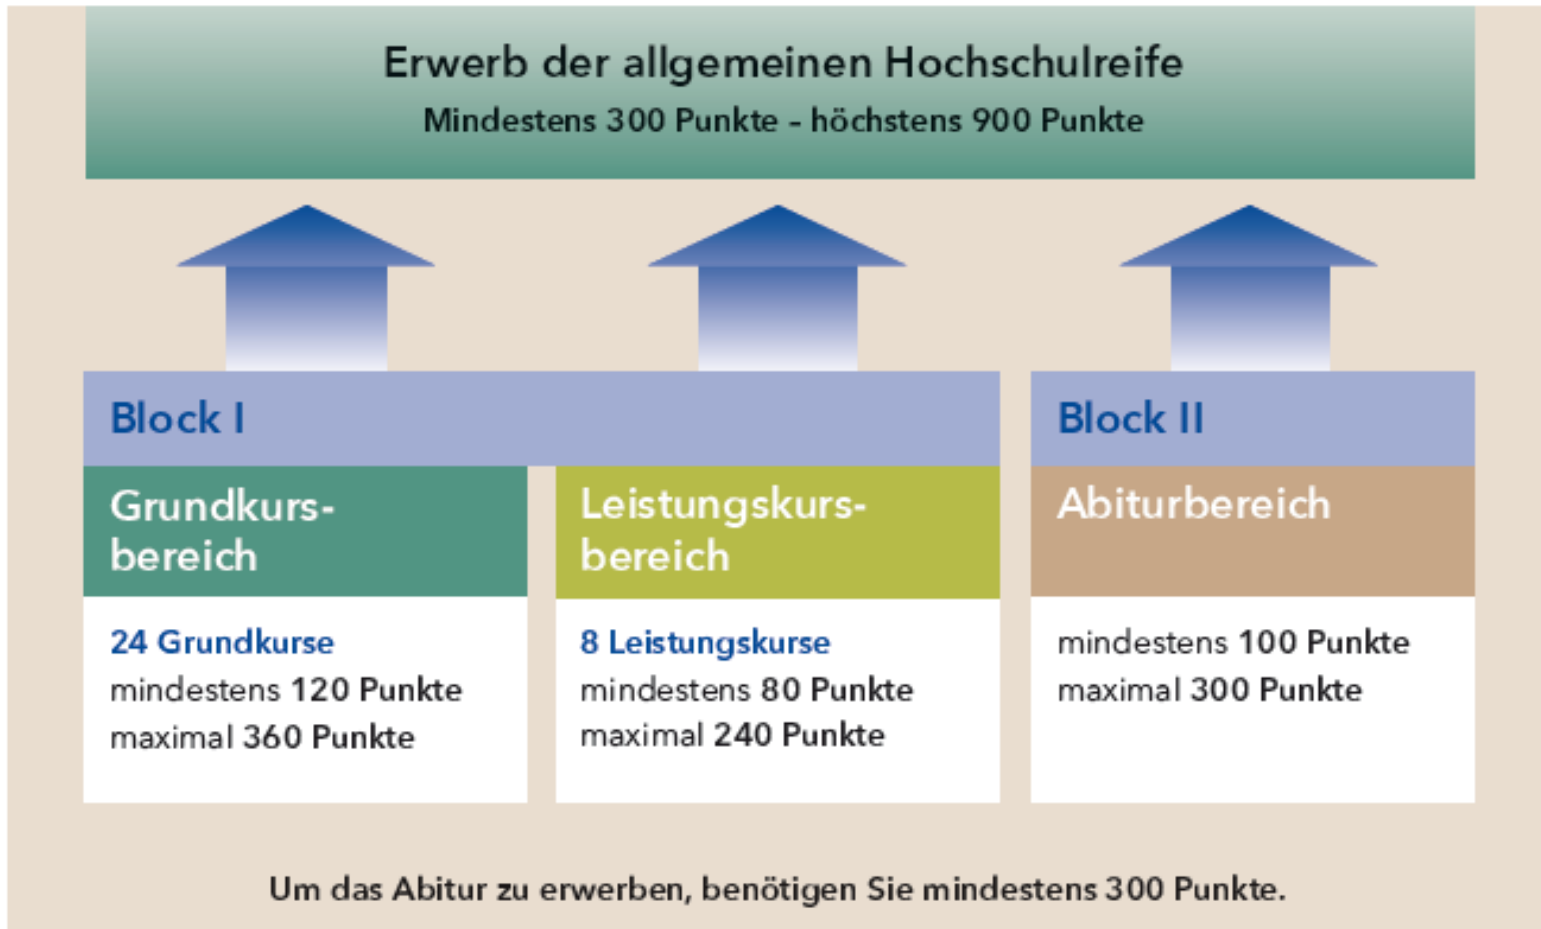 Erwerb der allgemeinen Hochschulreife
Mindestens 300 Punkte – höchstens 900 Punkte
Block I
Grundkurs-
bereich
24 Grundkurse
mindestens 120 Punkte
maximal 360 Punkte
Leistungskurs-
bereich
8 Leistungskurse
mindestens 80 Punkte
maximal 240 Punkte
Block II
Abiturbereich
mindestens 100 Punkte
maximal 300 Punkte
Um das Abitur zu erwerben, benötigen Sie mindestens 300 Punkte.